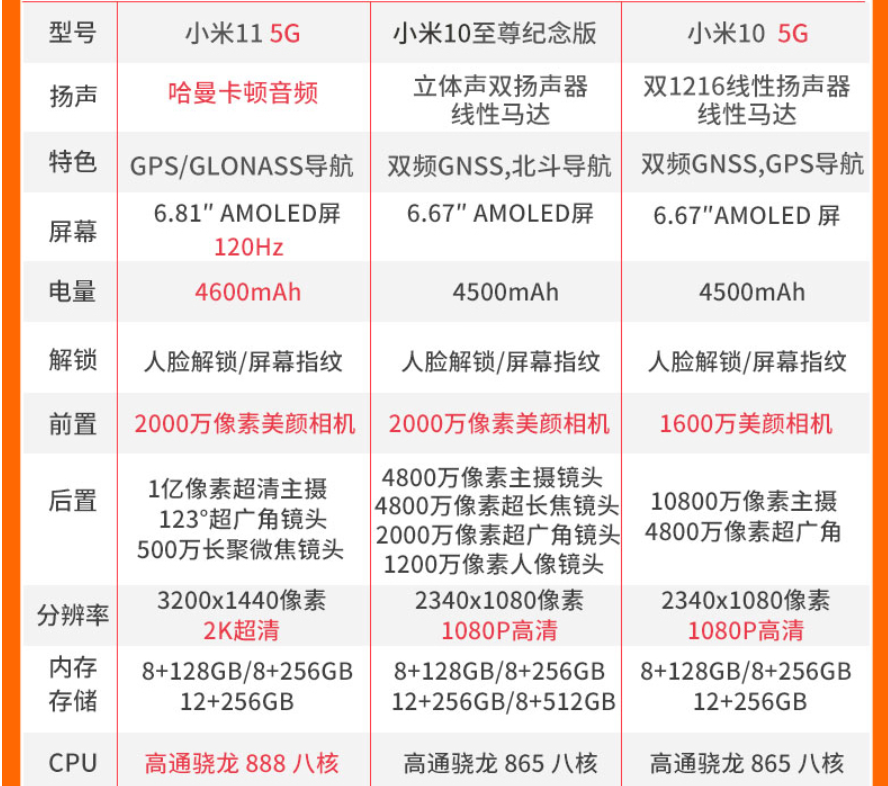 型号 小米11 5G 小米10至尊纪念版 小米10 5G
扬声 哈曼卡顿音频 立体声双扬声器 双1216线性扬声器
线性马达 线性马达
特色 GPS/GLONASS导航 双频GNSS,北斗导航 双频GNSS,GPS导航
屏幕 6.81" AMOLED屏 6.67" AMOLED屏 6.67"AMOLED 屏
120Hz
电量 4600mAh 4500mAh 4500mAh
解锁 人脸解锁/屏幕指纹 人脸解锁/屏幕指纹 人脸解锁/屏幕指纹
前置 2000万像素美颜相机 2000万像素美颜相机 1600万美颜相机
后置 1亿像素超清主摄 4800万像素主摄镜头 10800万像素主摄
123°超广角镜头 4800万像素超长焦镜头 4800万像素超广角
500万长聚微焦镜头 2000万像素超广角镜头
1200万像素人像镜头
分辨率 3200x1440像素 2340x1080像素 2340x1080像素
2K超清 1080P高清 1080P高清
内存 8+128GB/8+256GB 8+128GB/8+256GB 8+128GB/8+256GB
存储 12+256GB 12+256GB/8+512GB 12+256GB
CPU 高通骁龙 888 八核 高通骁龙 865 八核 高通骁龙 865 八核